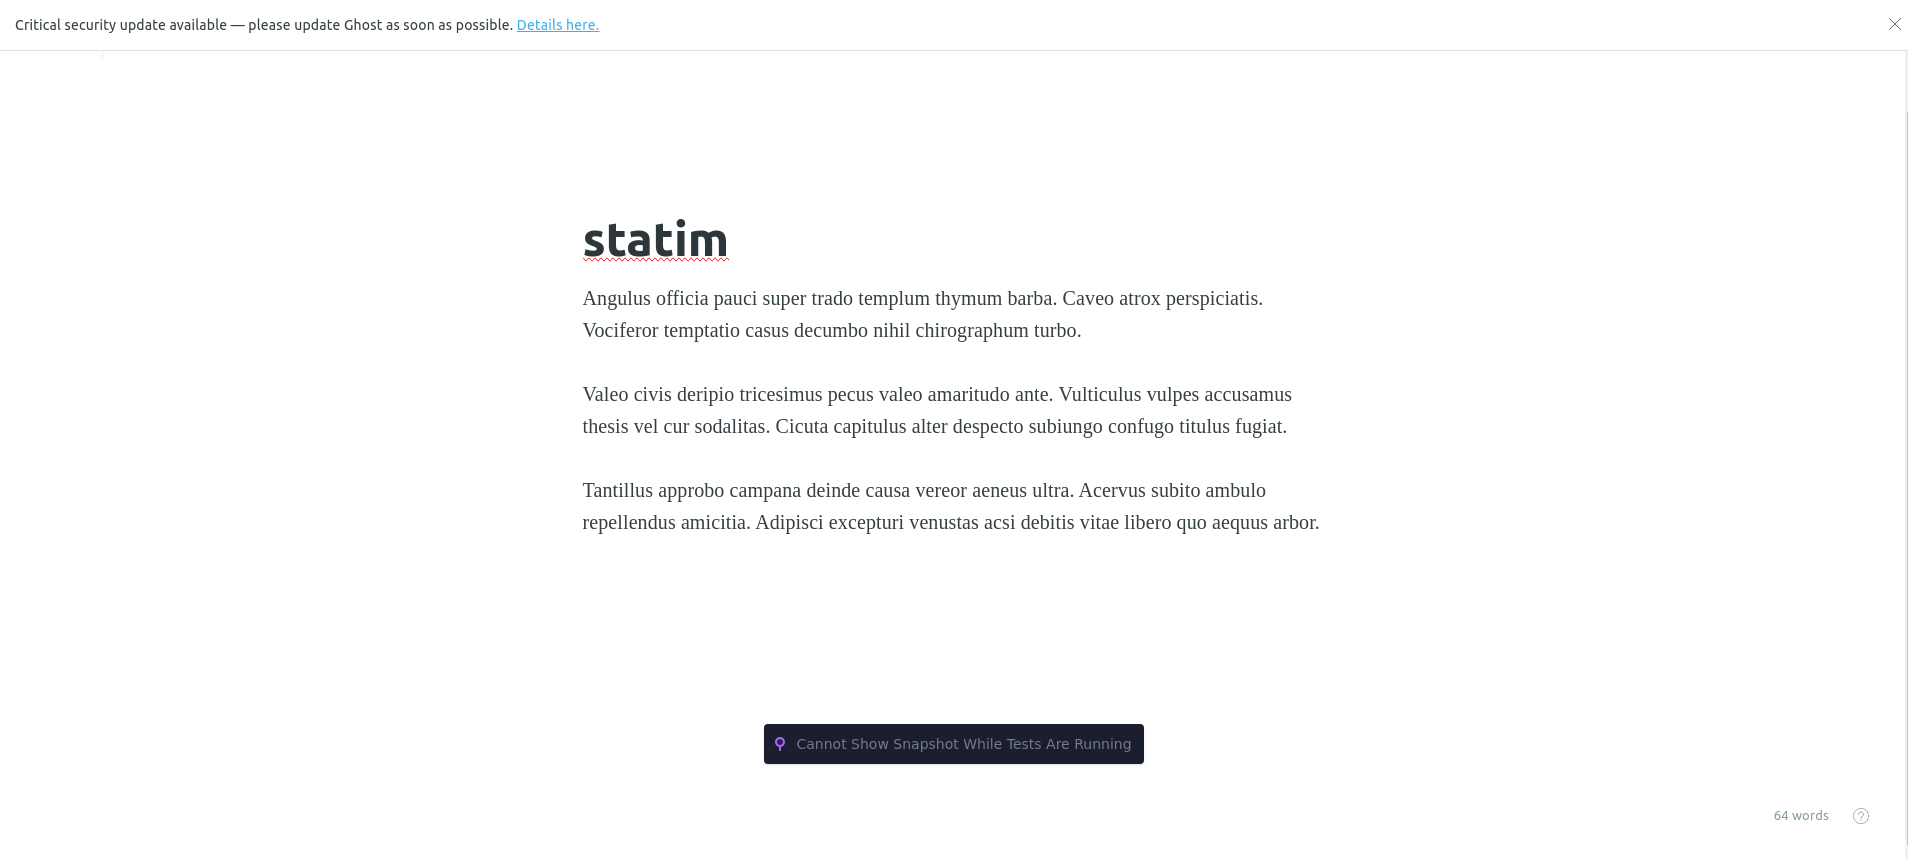 Critical security update available — please update Ghost as soon as possible. Details here.
statim
Angulus officia pauci super trado templum thymum barba. Caveo atrox perspiciatis.
Vociferor temptatio casus decumbo nihil chirographum turbo.
Valeo civis deripio tricesimus pecus valeo amaritudo ante. Vulticulus vulpes accusamus
thesis vel cur sodalitas. Cicuta capitulus alter despecto subiungo confugo titulus fugiat.
Tantillus approbo campana deinde causa vereor aeneus ultra. Acervus subito ambulo
repellendus amicitia. Adipisci excepturi venustas acsi debitis vitae libero quo aequus arbor.
Cannot Show Snapshot While Tests Are Running
64 words
?